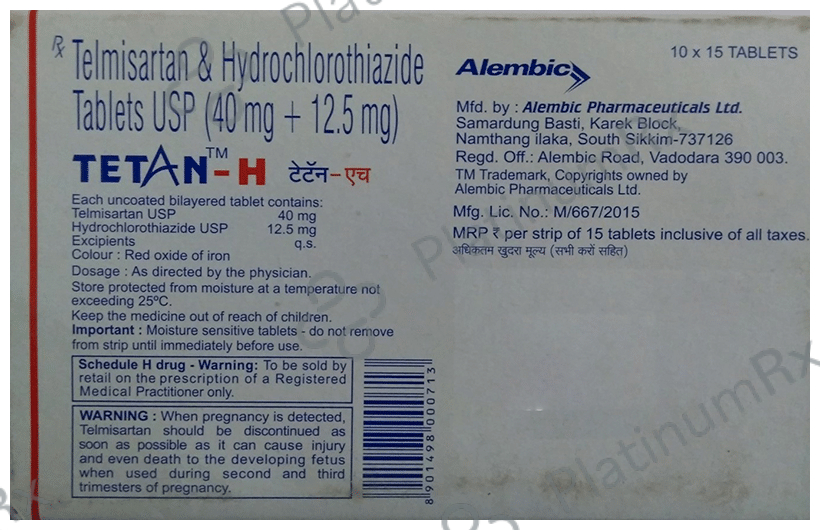 Rx Telmisartan & Hydrochlorothiazide
Tablets USP (40 mg + 12.5 mg)
TETAN™-H टेटॅन-एच
Each uncoated bilayered tablet contains:
Telmisartan USP 40 mg
Hydrochlorothiazide USP 12.5 mg
Excipients q.s.
Colour : Red oxide of iron
Dosage : As directed by the physician.
Store protected from moisture at a temperature not
exceeding 25ºC.
Keep the medicine out of reach of children.
Important : Moisture sensitive tablets - do not remove
from strip until immediately before use.
Schedule H drug - Warning: To be sold by
retail on the prescription of a Registered
Medical Practitioner only.
WARNING : When pregnancy is detected,
Telmisartan should be discontinued as
soon as possible as it can cause injury
and even death to the developing fetus
when used during second and third
trimesters of pregnancy.
8901498000713
Alembic
10 x 15 TABLETS
Mfd. by : Alembic Pharmaceuticals Ltd.
Samardung Basti, Karek Block,
Namthang ilaka, South Sikkim-737126
Regd. Off.: Alembic Road, Vadodara 390 003.
TM Trademark, Copyrights owned by
Alembic Pharmaceuticals Ltd.
Mfg. Lic. No.: M/667/2015
MRP ₹ per strip of 15 tablets inclusive of all taxes.
अधिकतम खुदरा मूल्य (सभी करों सहित)
PlatinumRx
PlatinumRx
PlatinumRx